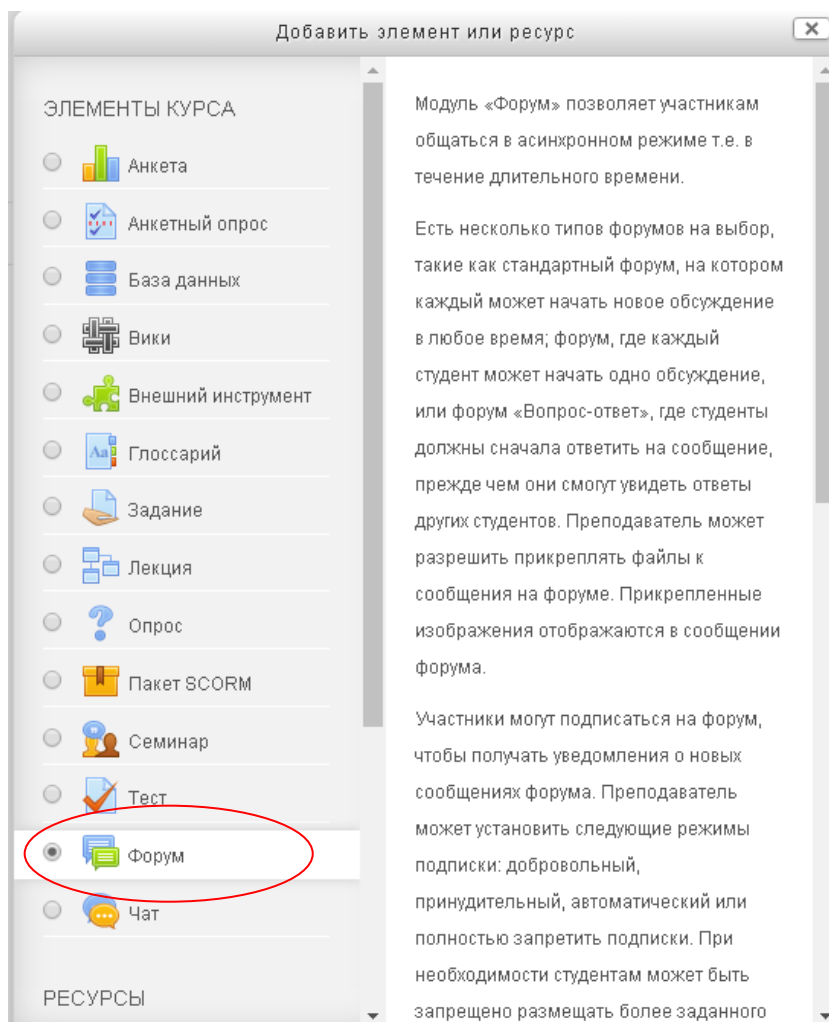 Добавить элемент или ресурс
ЭЛЕМЕНТЫ КУРСА
Анкета
Анкетный опрос
База данных
Вики
Внешний инструмент
Глоссарий
Задание
Лекция
Опрос
Пакет SCORM
Семинар
Тест
Форум
Чат
РЕСУРСЫ
Модуль «Форум» позволяет участникам
общаться в асинхронном режиме т.е. в
течение длительного времени.
Есть несколько типов форумов на выбор,
такие как стандартный форум, на котором
каждый может начать новое обсуждение
в любое время; форум, где каждый
студент может начать одно обсуждение,
или форум «Вопрос-ответ», где студенты
должны сначала ответить на сообщение,
прежде чем они смогут увидеть ответы
других студентов. Преподаватель может
разрешить прикреплять файлы к
сообщения на форуме. Прикрепленные
изображения отображаются в сообщении
форума.
Участники могут подписаться на форум,
чтобы получать уведомления о новых
сообщениях форума. Преподаватель
может установить следующие режимы
подписки: добровольный,
принудительный, автоматический или
полностью запретить подписки. При
необходимости студентам может быть
запрещено размещать более заданного